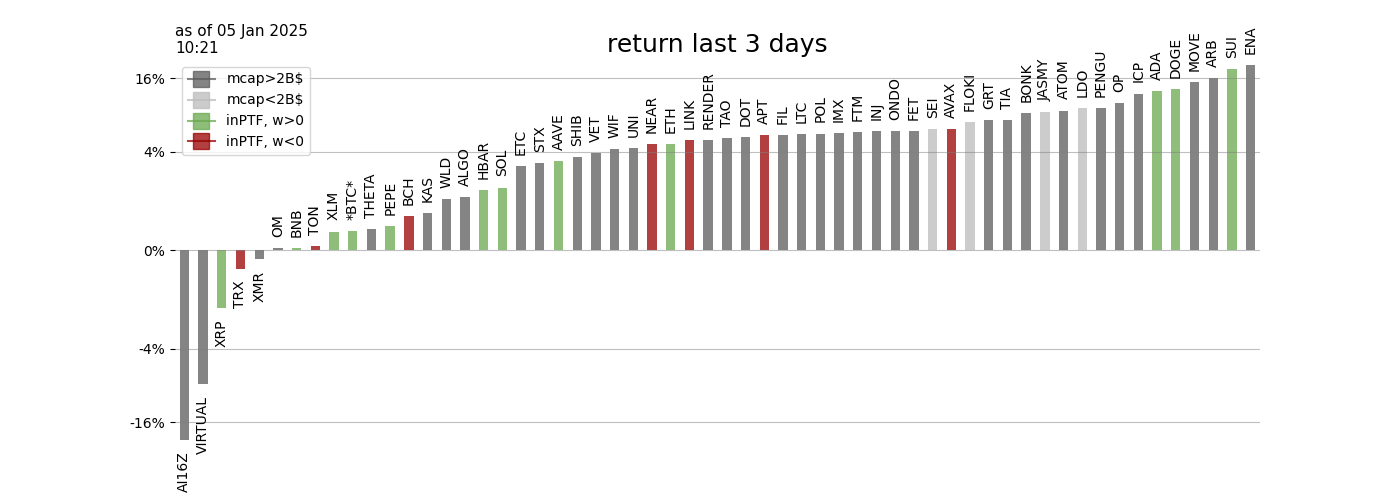 as of 05 Jan 2025
10:21
return last 3 days
mcap>2B$
mcap<2B$
inPTF, w>0
inPTF, w<0
16%
4%
0%
-4%
-16%
AI16Z
VIRTUAL
XRP
TRX
XMR
OM
BNB
TON
XLM
*BTC*
THETA
PEPE
BCH
KAS
WLD
ALGO
HBAR
SOL
ETC
STX
AAVE
SHIB
VET
WIF
UNI
NEAR
ETH
LINK
RENDER
TAO
DOT
APT
FIL
LTC
POL
IMX
FTM
INJ
ONDO
FET
SEI
AVAX
FLOKI
GRT
TIA
BONK
JASMY
ATOM
LDO
PENGU
OP
ICP
ADA
DOGE
MOVE
ARB
SUI
ENA